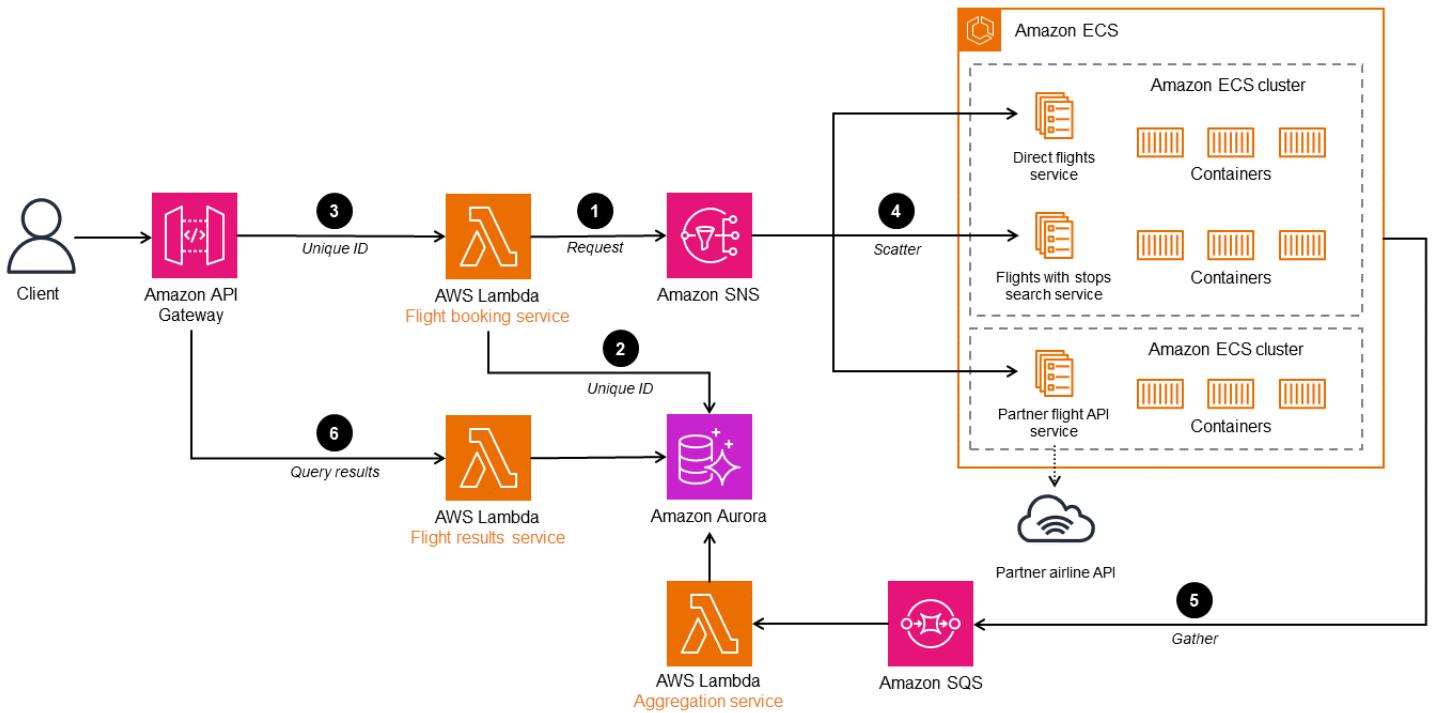 Amazon ECS
Amazon ECS cluster
Direct flights
service
Containers
3
Unique ID
1
Request
4
Scatter
Client
Amazon API
Gateway
AWS Lambda
Flight booking service
Amazon SNS
Flights with stops
search service
Containers
2
Unique ID
Amazon ECS cluster
Partner flight API
service
Containers
6
Query results
AWS Lambda
Flight results service
Amazon Aurora
Partner airline API
5
Gather
AWS Lambda
Aggregation service
Amazon SQS